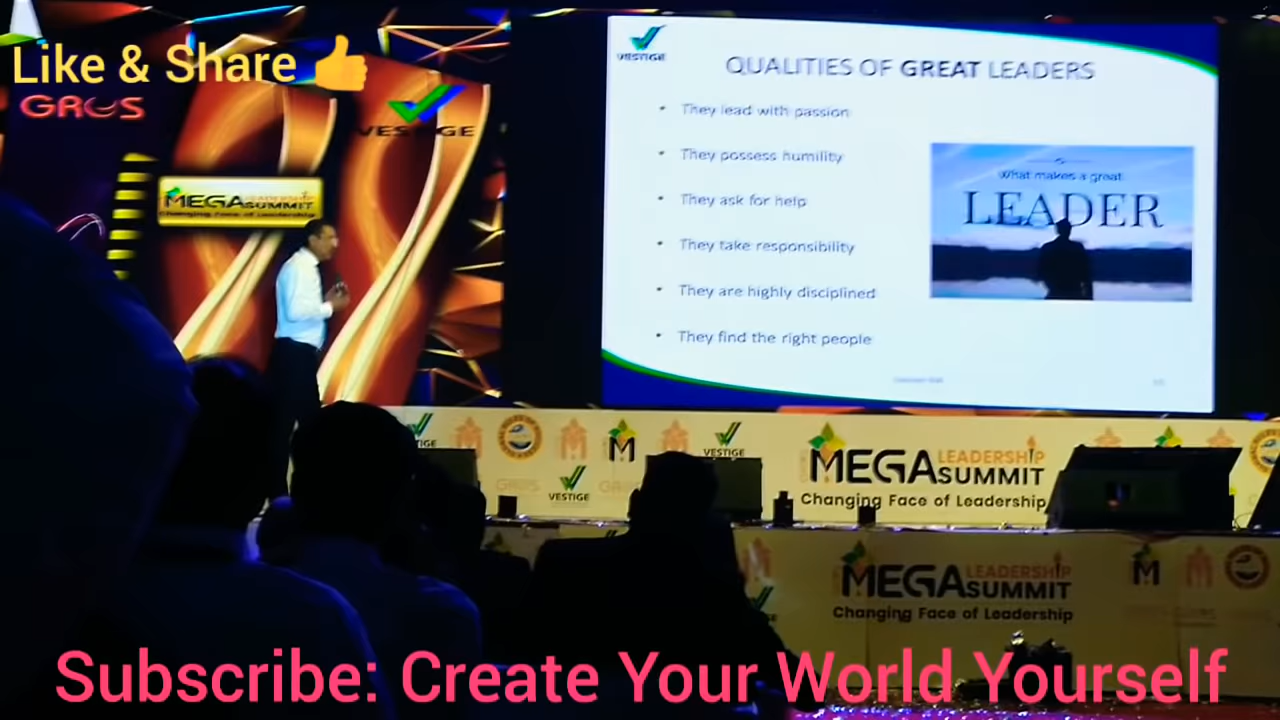 Like & Share
VESTIGE
MEGA LEADERSHIP SUMMIT
Changing Face of Leadership
VESTIGE
QUALITIES OF GREAT LEADERS
• They lead with passion
• They possess humility
• They ask for help
• They take responsibility
• They are highly disciplined
• They find the right people
What makes a great
LEADER
VESTIGE
VESTIGE
MEGA LEADERSHIP SUMMIT
Changing Face of Leadership
MEGA LEADERSHIP SUMMIT
Changing Face of Leadership
Subscribe: Create Your World Yourself